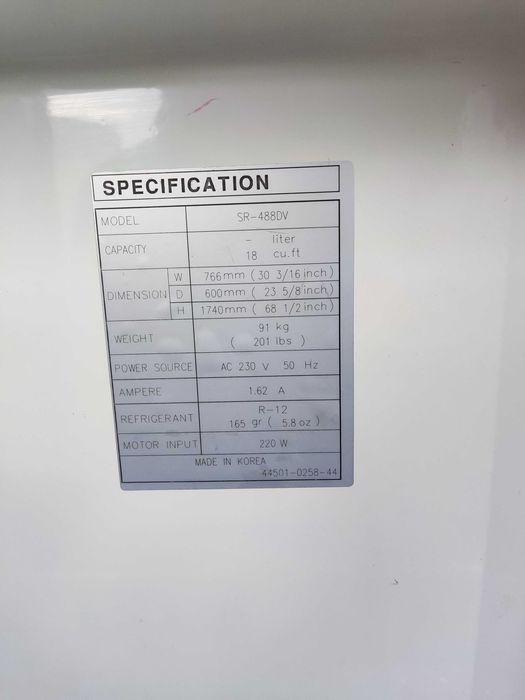 SPECIFICATION
MODEL SR-488DV
CAPACITY - liter
18 cu.ft
DIMENSION W 766mm ( 30 3/16 inch )
D 600mm ( 23 5/8 inch )
H 1740mm ( 68 1/2 inch )
WEIGHT 91 kg
( 201 lbs )
POWER SOURCE AC 230 V 50 Hz
AMPERE 1.62 A
REFRIGERANT R-12
165 gr ( 5.8 oz )
MOTOR INPUT 220 W
MADE IN KOREA
44501-0258-44